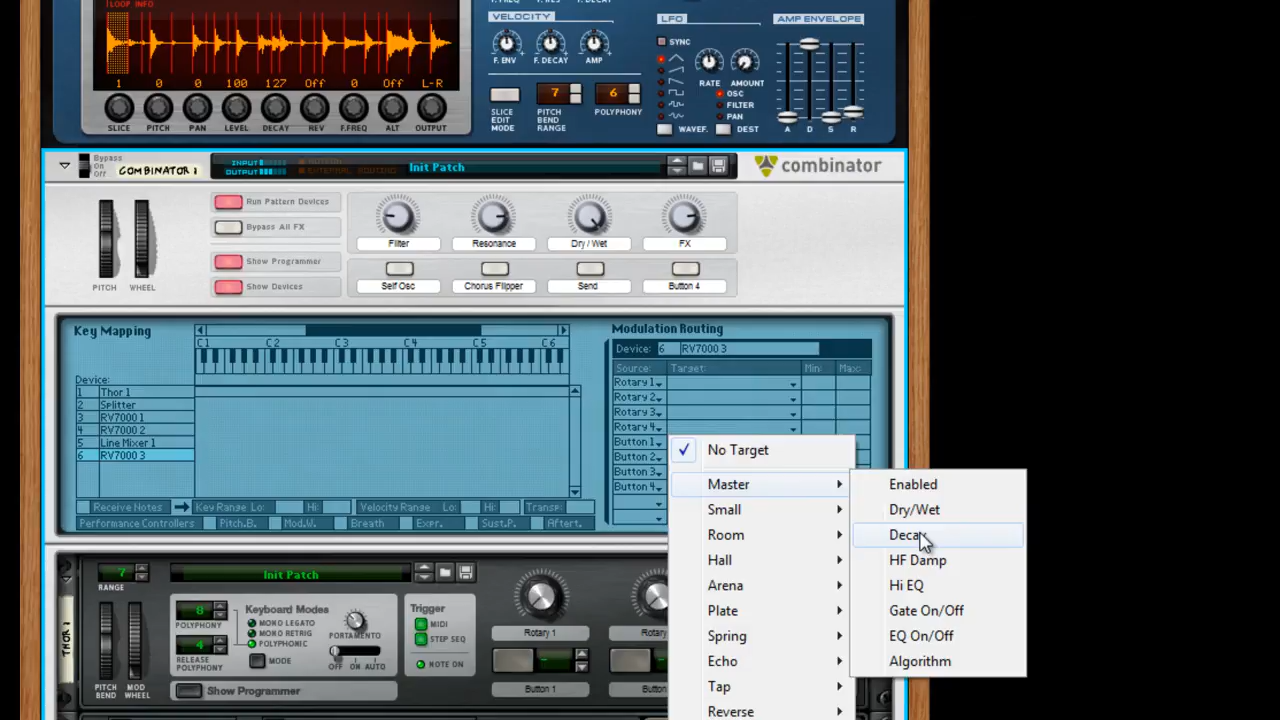 LOOP INFO
1 0 0 100 127 Off 0 Off L-R
SLICE PITCH PAN LEVEL DECAY REV F.FREQ ALT OUTPUT
F. FREQ F. RES F. DECAY
VELOCITY
F. ENV F. DECAY AMP
SLICE EDIT MODE
7
PITCH BEND RANGE
6
POLYPHONY
LFO
SYNC
RATE AMOUNT
OSC
FILTER
PAN
WAVEF. DEST
AMP ENVELOPE
A D S R
Bypass
On
Off
COMBINATOR 1
INPUT
OUTPUT
EXTERNAL ROUTING
Init Patch
combinator
PITCH WHEEL
Run Pattern Devices
Bypass All FX
Show Programmer
Show Devices
Filter Resonance Dry / Wet FX
Self Osc Chorus Flipper Send Button 4
Key Mapping
C1 C2 C3 C4 C5 C6
Device:
1 Thor 1
2 Splitter
3 RV7000 1
4 RV7000 2
5 Line Mixer 1
6 RV7000 3
Receive Notes Key Range Lo: Hi: Velocity Range Lo: Hi: Transp:
Performance Controllers Pitch.B. Mod.W. Breath Expr. Sust.P. Aftert.
Modulation Routing
Device: 6 RV7000 3
Source: Target: Min: Max:
Rotary 1
Rotary 2
Rotary 3
Rotary 4
Button 1
Button 2
Button 3
Button 4
No Target
Master
Small
Room
Hall
Arena
Plate
Spring
Echo
Tap
Reverse
Enabled
Dry/Wet
Decay
HF Damp
Hi EQ
Gate On/Off
EQ On/Off
Algorithm
THOR 1
7
RANGE
Init Patch
PITCH BEND
MOD WHEEL
8
POLYPHONY
4
RELEASE POLYPHONY
Keyboard Modes
MONO LEGATO
MONO RETRIG
POLYPHONIC
MODE
PORTAMENTO
OFF ON AUTO
Trigger
MIDI
STEP SEQ
NOTE ON
Show Programmer
Rotary 1
Button 1